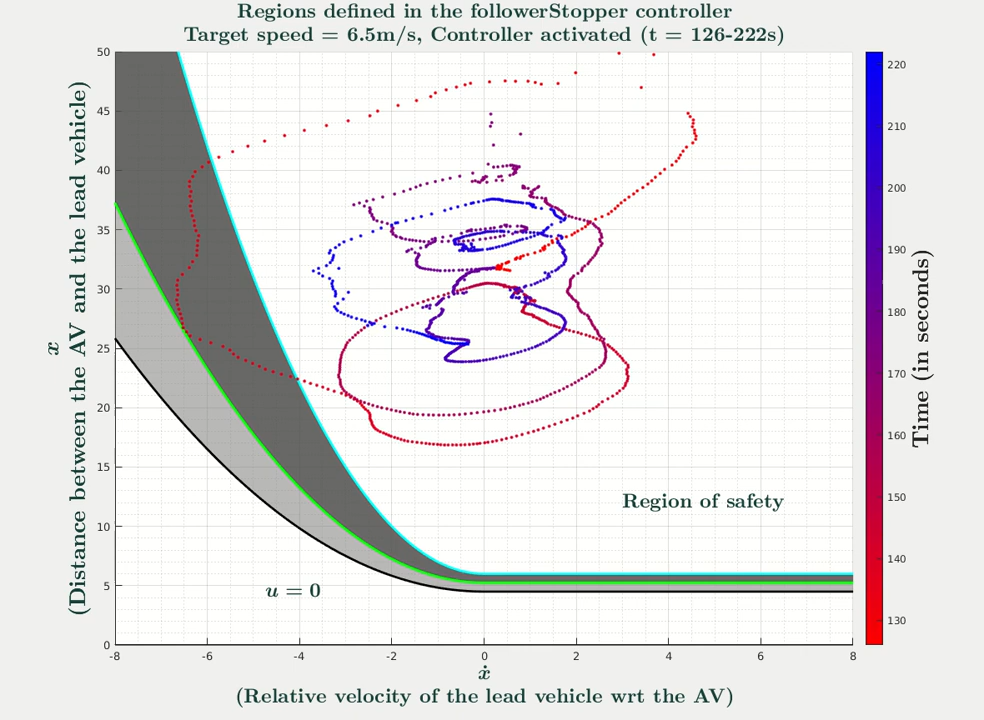 Regions defined in the followerStopper controller
Target speed = 6.5m/s, Controller activated (t = 126-222s)
50
45
40
35
30
25
20
15
10
5
0
x
(Distance between the AV and the lead vehicle)
Region of safety
u = 0
-8 -6 -4 -2 0 2 4 6 8
ẋ
(Relative velocity of the lead vehicle wrt the AV)
220
210
200
190
180
170
160
150
140
130
Time (in seconds)